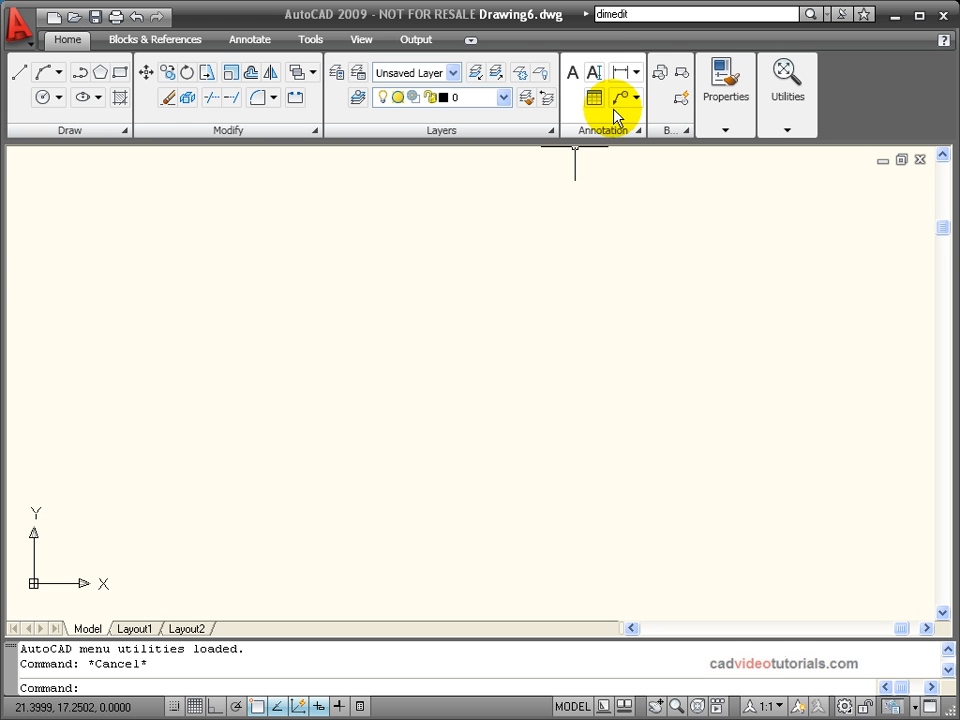 AutoCAD 2009 - NOT FOR RESALE Drawing6.dwg
dimedit
Home Blocks & References Annotate Tools View Output
A A Unsaved Layer Properties Utilities
0
Draw Modify Layers Annotation B...
Y
X
Model Layout1 Layout2
AutoCAD menu utilities loaded.
Command: *Cancel*
cadvideotutorials.com
Command:
21.3999, 17.2502, 0.0000 MODEL 1:1